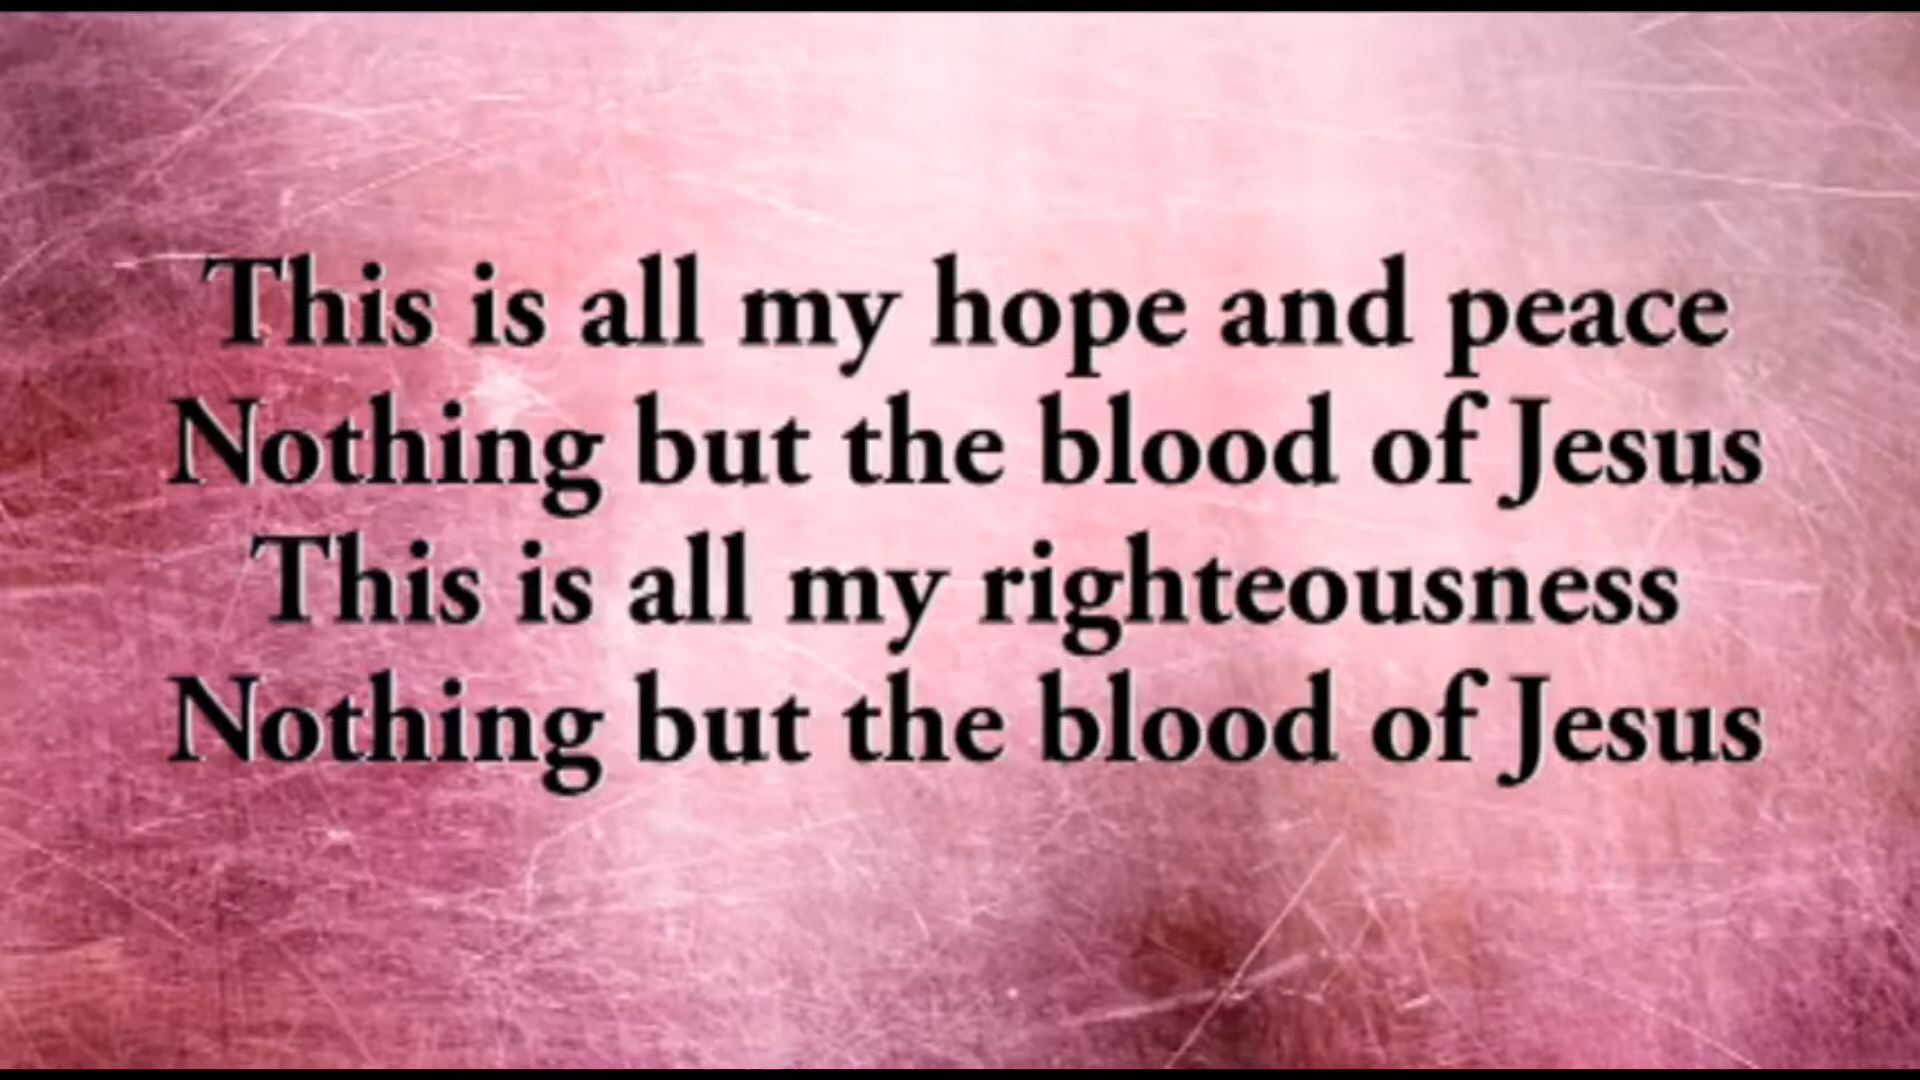 This is all my hope and peace
Nothing but the blood of Jesus
This is all my righteousness
Nothing but the blood of Jesus